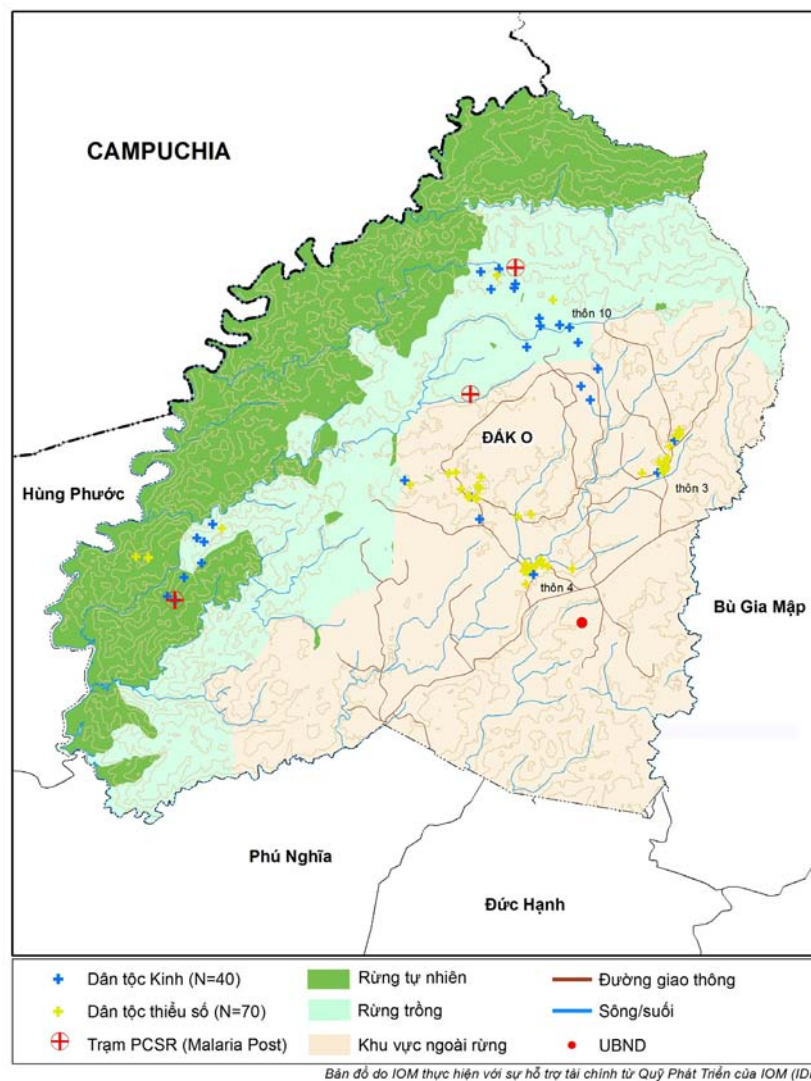 CAMPUCHIA
thôn 10
ĐẮK O
Hùng Phước
thôn 3
thôn 4
Bù Gia Mập
Phú Nghĩa
Đức Hạnh
Dân tộc Kinh (N=40)
Dân tộc thiểu số (N=70)
Trạm PCSR (Malaria Post)
Rừng tự nhiên
Rừng trồng
Khu vực ngoài rừng
Đường giao thông
Sông/suối
UBND
Bản đồ do IOM thực hiện với sự hỗ trợ tài chính từ Quỹ Phát Triển của IOM (ID